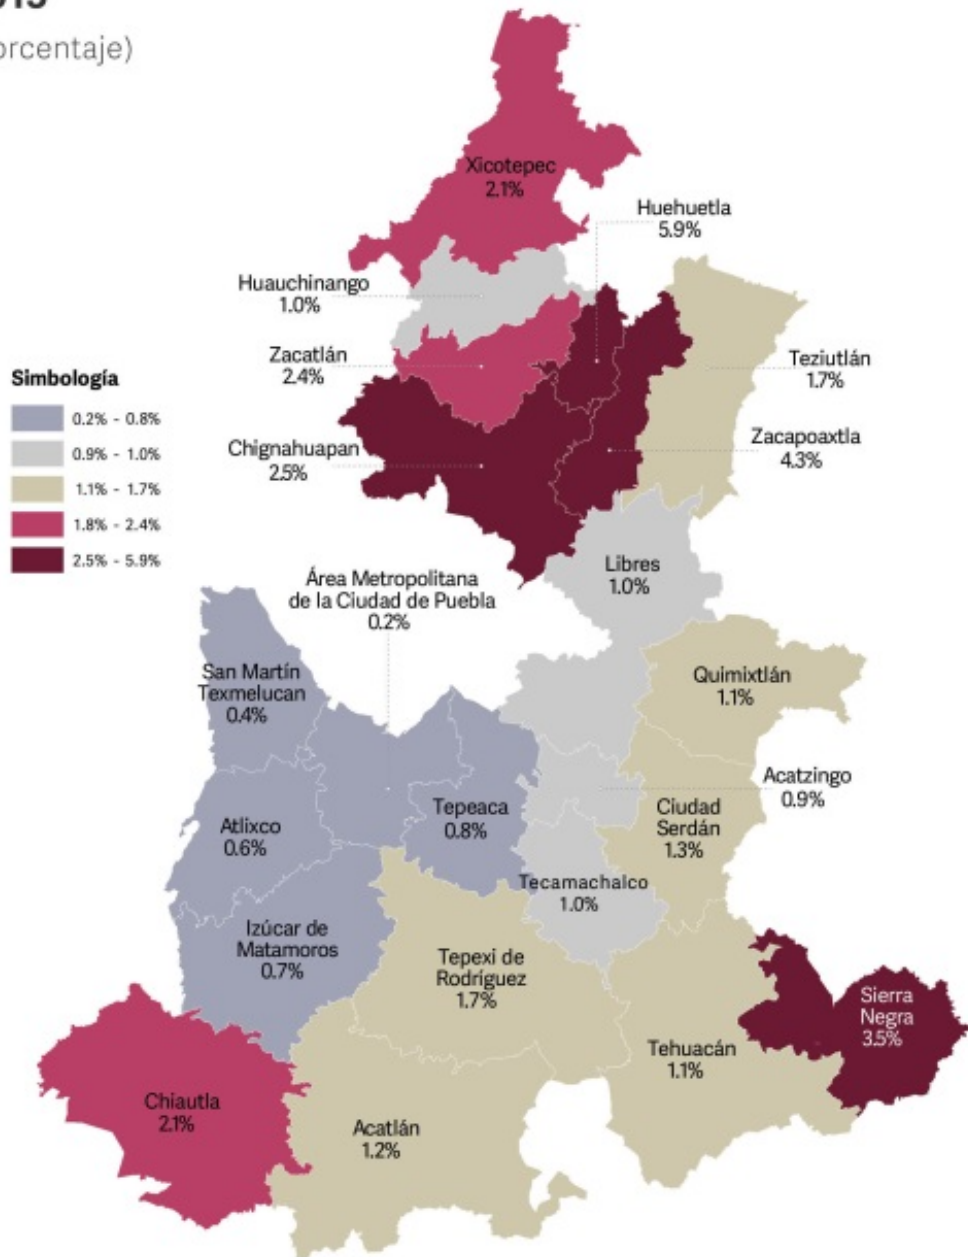 Xicotepec
2.1%
Huehuetla
5.9%
Huauchinango
1.0%
Zacatlán
2.4%
Teziutlán
1.7%
Simbología
0.2% - 0.8%
0.9% - 1.0%
1.1% - 1.7%
1.8% - 2.4%
2.5% - 5.9%
Chignahuapan
2.5%
Zacapoaxtla
4.3%
Libres
1.0%
Área Metropolitana
de la Ciudad de Puebla
0.2%
San Martín
Texmelucan
0.4%
Quimixtlán
1.1%
Acatzingo
0.9%
Tepeaca
0.8%
Ciudad
Serdán
1.3%
Atlixco
0.6%
Tecamachalco
1.0%
Izúcar de
Matamoros
0.7%
Tepexi de
Rodríguez
1.7%
Sierra
Negra
3.5%
Tehuacán
1.1%
Chiautla
2.1%
Acatlán
1.2%